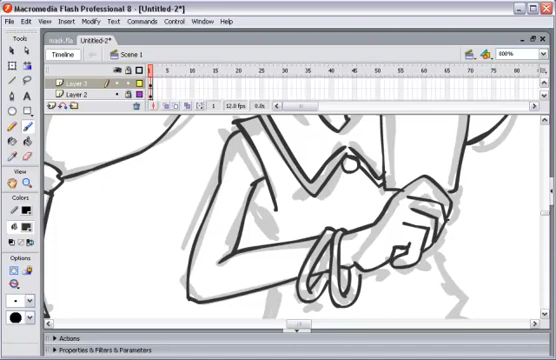 Macromedia Flash Professional 8 - [Untitled-2*]
File Edit View Insert Modify Text Commands Control Window Help
Tools
mask.fla Untitled-2*
Timeline Scene 1 800%
1 5 10 15 20 25 30 35 40 45 50 55 60 65 70 75 80
Layer 3
Layer 2
1 12.0 fps 0.0s
View
Colors
Options
Actions
Properties & Filters & Parameters